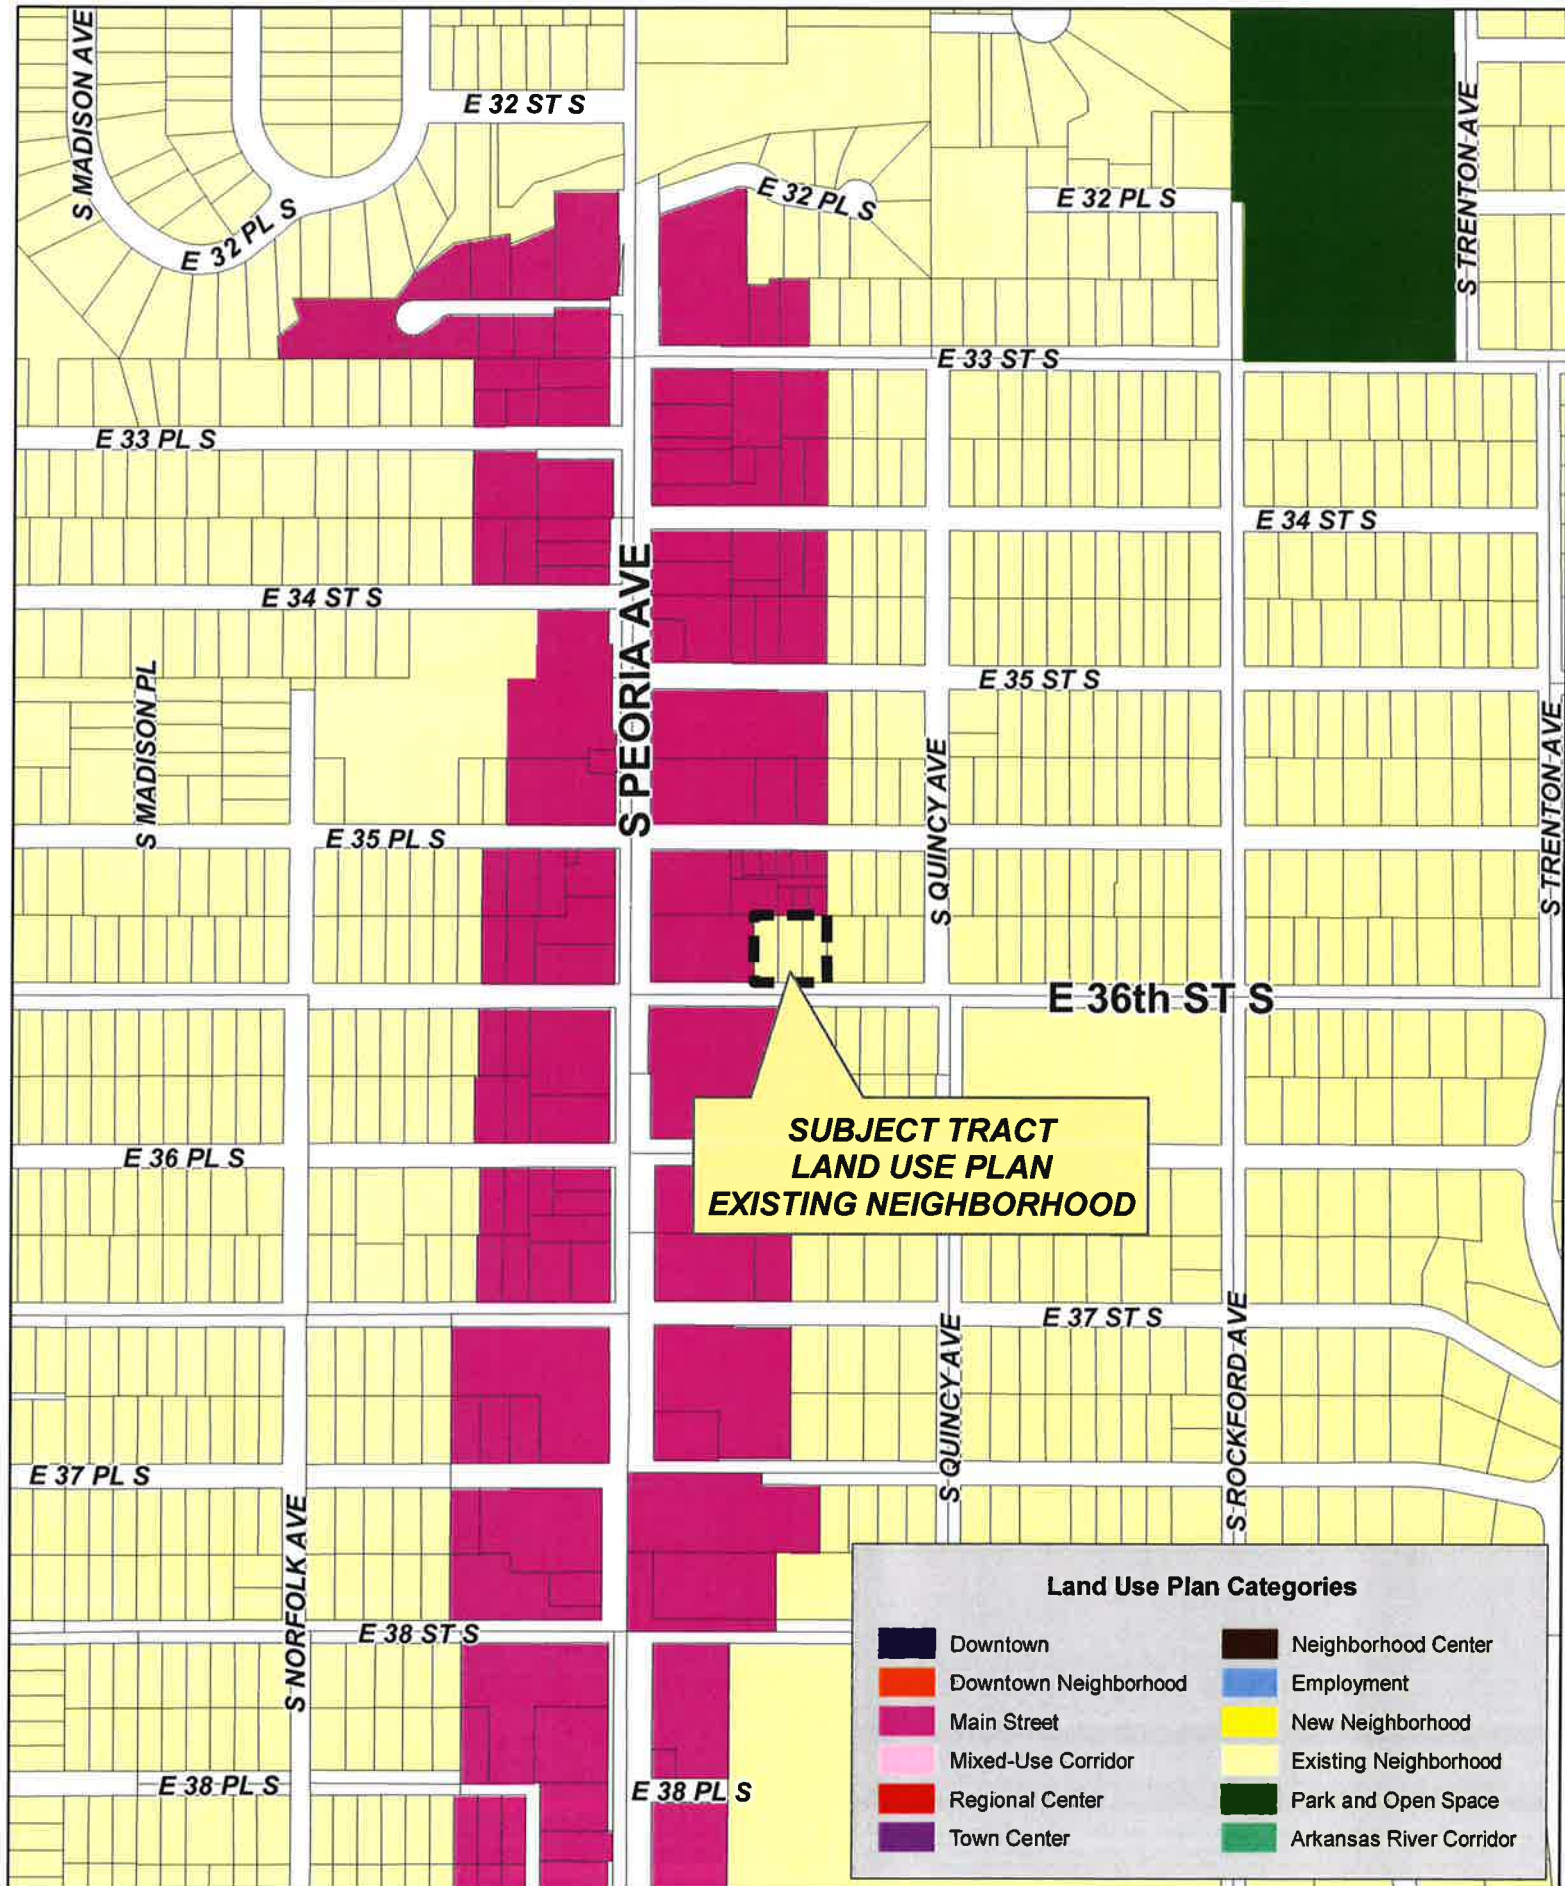 S MADISON AVE
E 32 ST S
S TRENTON AVE
E 32 PL S
E 32 PL S
E 32 PL S
E 33 ST S
E 33 PL S
E 34 ST S
E 34 ST S
S PEORIA AVE
E 35 ST S
S MADISON PL
S QUINCY AVE
S TRENTON AVE
E 35 PL S
E 36th ST S
SUBJECT TRACT
LAND USE PLAN
EXISTING NEIGHBORHOOD
E 36 PL S
E 37 ST S
S QUINCY AVE
S ROCKFORD AVE
E 37 PL S
S NORFOLK AVE
E 38 ST S
E 38 PL S
E 38 PL S
Land Use Plan Categories
Downtown
Downtown Neighborhood
Main Street
Mixed-Use Corridor
Regional Center
Town Center
Neighborhood Center
Employment
New Neighborhood
Existing Neighborhood
Park and Open Space
Arkansas River Corridor